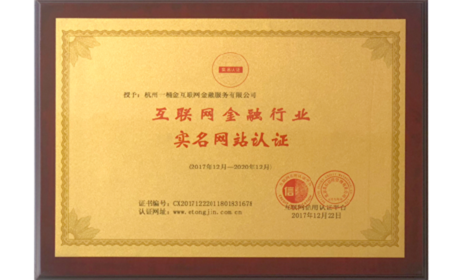 授予：杭州一桶金互联网金融服务有限公司
互联网金融行业
实名网站认证
(2017年12月—2020年12月)
信
证书编号：CX20171222011801831678
互联网信用认证平台
认证网址：www.etongjin.com.cn
2017年12月22日